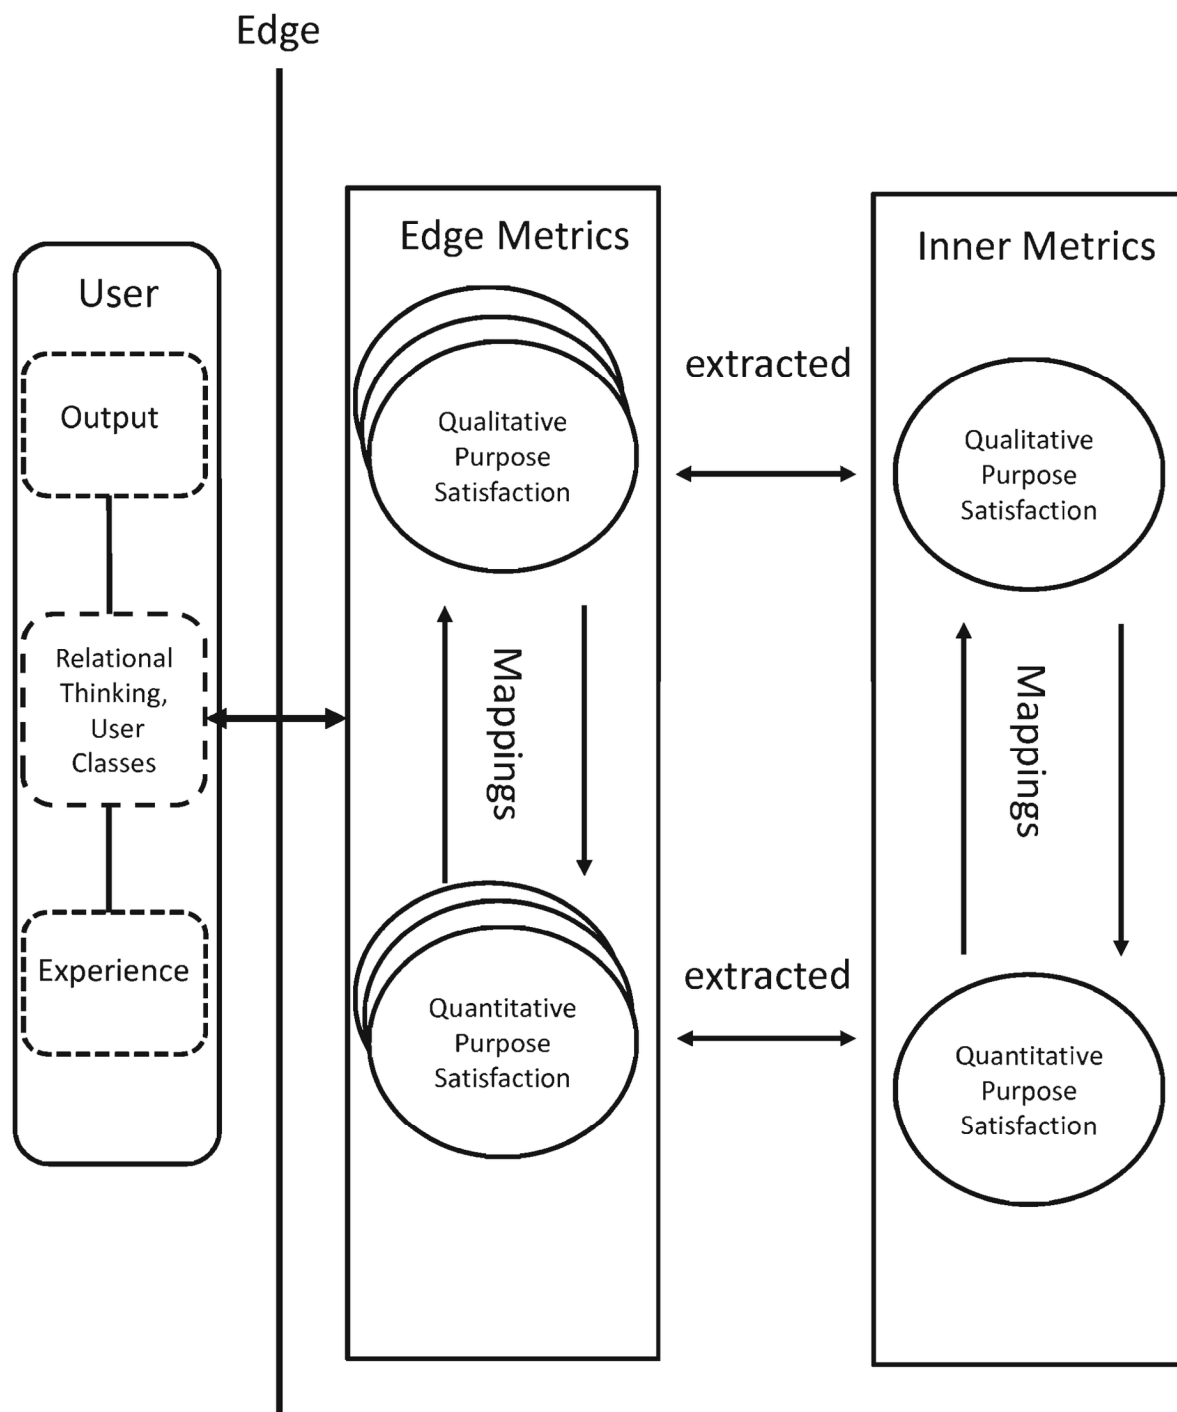 Edge
User
Output
Relational
Thinking,
User
Classes
Experience
Edge Metrics
Qualitative
Purpose
Satisfaction
Mappings
Quantitative
Purpose
Satisfaction
extracted
extracted
Inner Metrics
Qualitative
Purpose
Satisfaction
Mappings
Quantitative
Purpose
Satisfaction